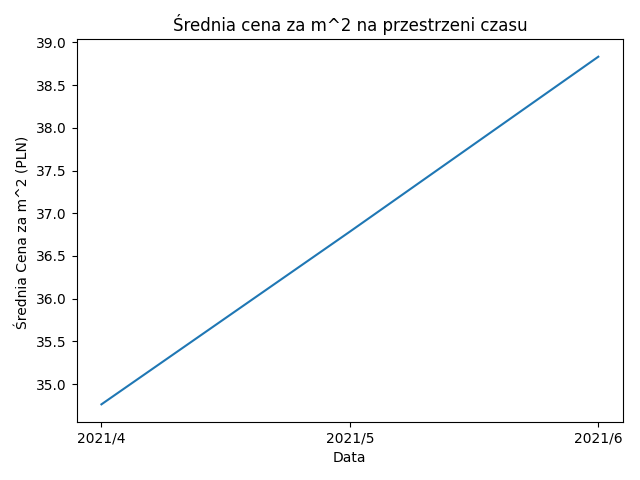 Średnia cena za m^2 na przestrzeni czasu
39.0
38.5
38.0
37.5
37.0
36.5
36.0
35.5
35.0
Średnia Cena za m^2 (PLN)
2021/4 2021/5 2021/6
Data